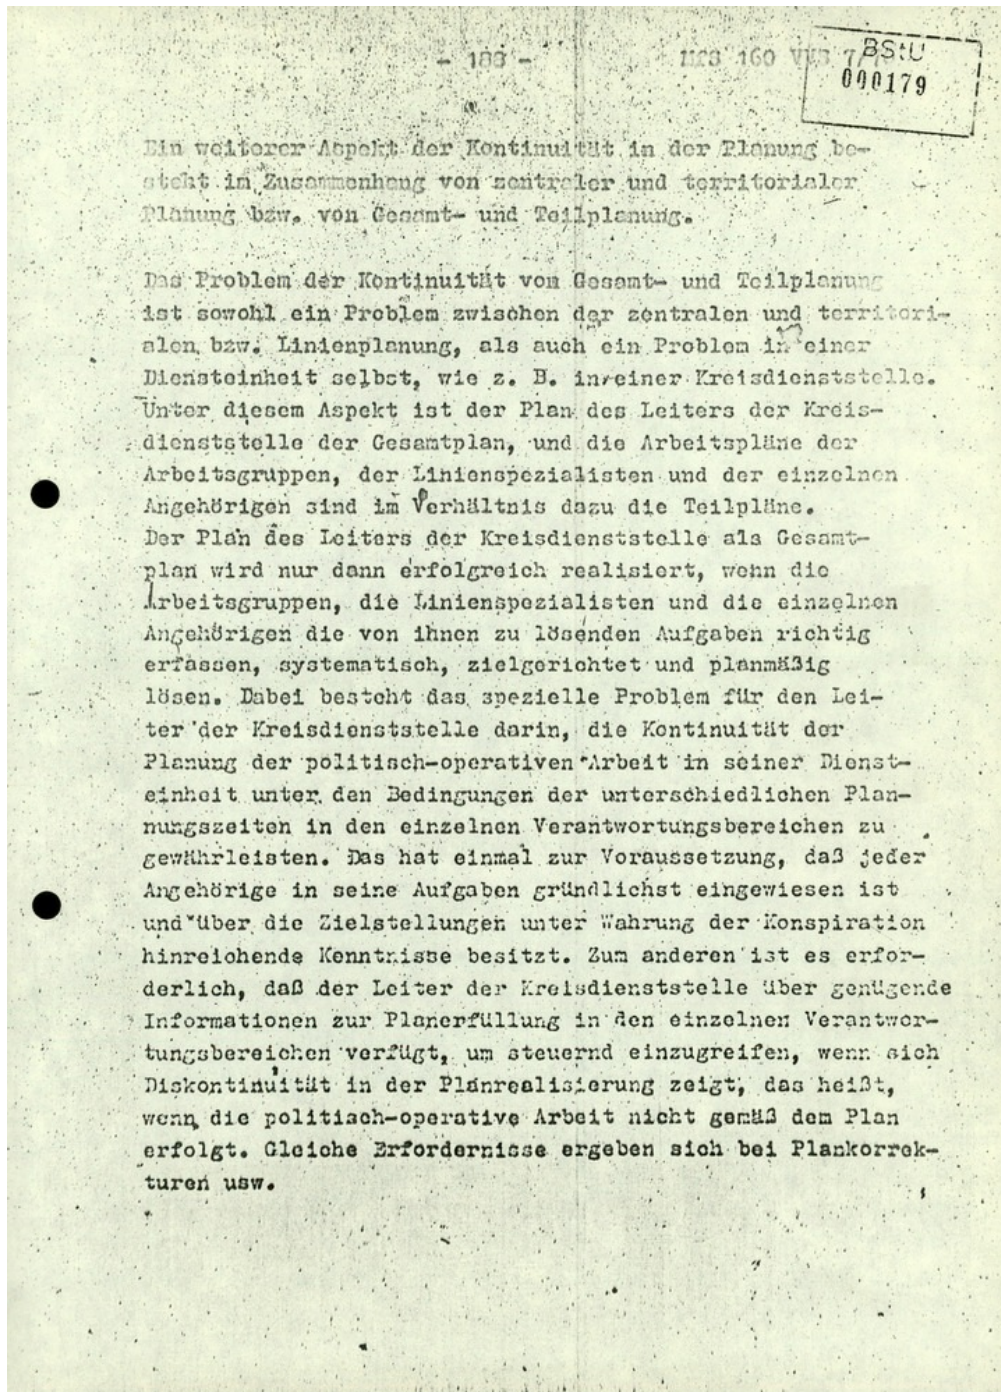 - 188 -
MfS 160 VVS 7/
BStU
000179
Ein weiterer Aspekt der Kontinuität in der Planung be-
steht im Zusammenhang von zentraler und territorialer
Planung bzw. von Gesamt- und Teilplanung.
Das Problem der Kontinuität von Gesamt- und Teilplanung
ist sowohl ein Problem zwischen der zentralen und territori-
alen bzw. Linienplanung, als auch ein Problem in einer
Diensteinheit selbst, wie z. B. in einer Kreisdienststelle.
Unter diesem Aspekt ist der Plan des Leiters der Kreis-
dienststelle der Gesamtplan, und die Arbeitspläne der
Arbeitsgruppen, der Linienspezialisten und der einzelnen
Angehörigen sind im Verhältnis dazu die Teilpläne.
Der Plan des Leiters der Kreisdienststelle als Gesamt-
plan wird nur dann erfolgreich realisiert, wenn die
Arbeitsgruppen, die Linienspezialisten und die einzelnen
Angehörigen die von ihnen zu lösenden Aufgaben richtig
erfassen, systematisch, zielgerichtet und planmäßig
lösen. Dabei besteht das spezielle Problem für den Lei-
ter der Kreisdienststelle darin, die Kontinuität der
Planung der politisch-operativen Arbeit in seiner Dienst-
einheit unter den Bedingungen der unterschiedlichen Plan-
nungszeiten in den einzelnen Verantwortungsbereichen zu
gewährleisten. Das hat einmal zur Voraussetzung, daß jeder
Angehörige in seine Aufgaben gründlichst eingewiesen ist
und über die Zielstellungen unter Wahrung der Konspiration
hinreichende Kenntnisse besitzt. Zum anderen ist es erfor-
derlich, daß der Leiter der Kreisdienststelle über genügende
Informationen zur Planerfüllung in den einzelnen Verantwor-
tungsbereichen verfügt, um steuernd einzugreifen, wenn sich
Diskontinuität in der Planrealisierung zeigt, das heißt,
wenn die politisch-operative Arbeit nicht gemäß dem Plan
erfolgt. Gleiche Erfordernisse ergeben sich bei Plankorrek-
turen usw.